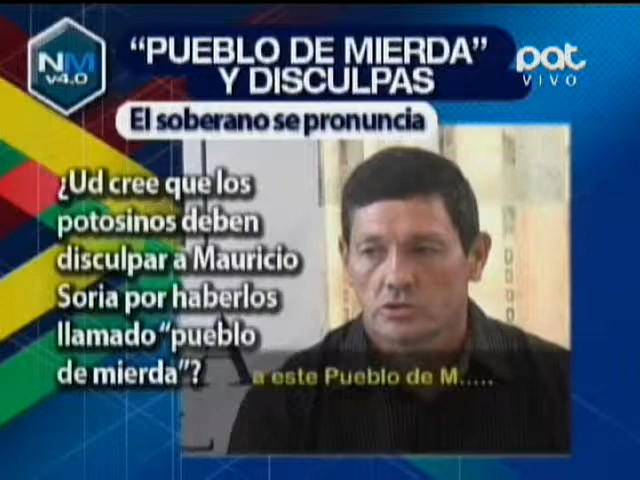 NM
v4.0
“PUEBLO DE MIERDA”
Y DISCULPAS
pat
VIVO
El soberano se pronuncia
¿Ud cree que los
potosinos deben
disculpar a Mauricio
Soria por haberlos
llamado “pueblo
de mierda”?
a este Pueblo de M.....